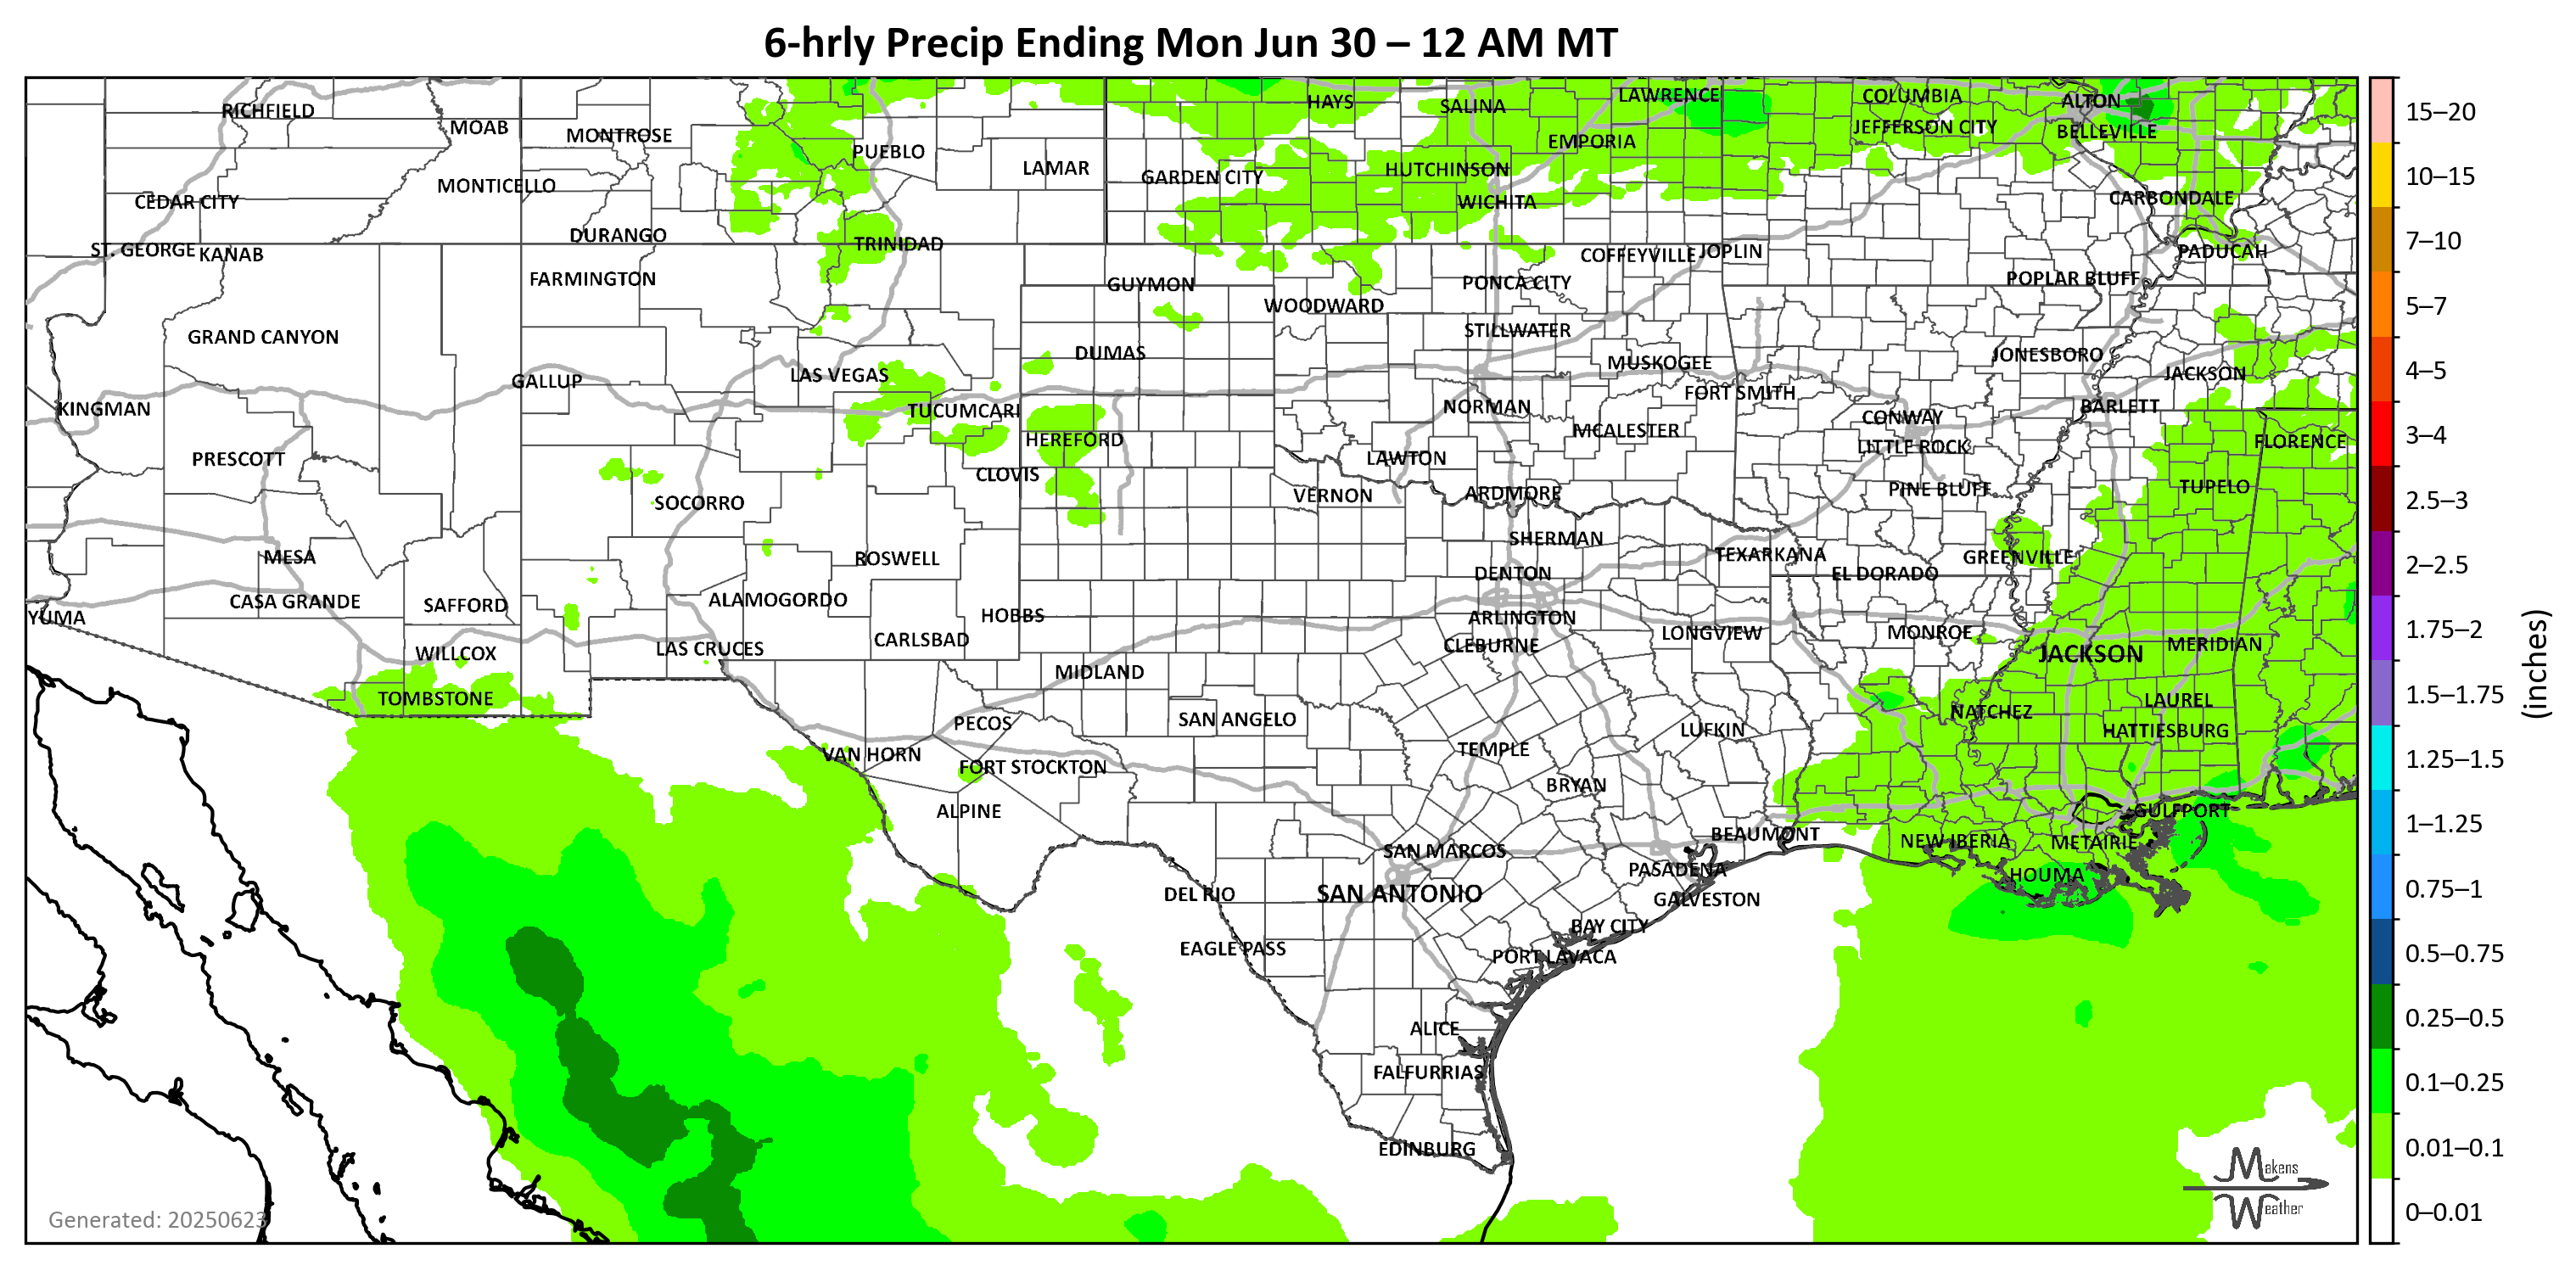 6-hrly Precip Ending Mon Jun 30 – 12 AM MT
RICHFIELD
MOAB
MONTROSE
PUEBLO
LAMAR
HAYS
SALINA
LAWRENCE
COLUMBIA
ALTON
JEFFERSON CITY
BELLEVILLE
EMPORIA
HUTCHINSON
GARDEN CITY
WICHITA
MONTICELLO
CEDAR CITY
CARBONDALE
DURANGO
TRINIDAD
ST. GEORGE
KANAB
COFFEYVILLE
JOPLIN
PADUCAH
FARMINGTON
GUYMON
WOODWARD
PONCA CITY
POPLAR BLUFF
GRAND CANYON
STILLWATER
DUMAS
JONESBORO
MUSKOGEE
GALLUP
LAS VEGAS
JACKSON
FORT SMITH
KINGMAN
TUCUMCARI
NORMAN
CONWAY
BARLETT
HEREFORD
MCALESTER
LITTLE ROCK
FLORENCE
PRESCOTT
CLOVIS
LAWTON
SOCORRO
VERNON
ARDMORE
PINE BLUFF
TUPELO
MESA
ROSWELL
SHERMAN
TEXARKANA
GREENVILLE
DENTON
EL DORADO
CASA GRANDE
SAFFORD
ALAMOGORDO
HOBBS
ARLINGTON
YUMA
WILLCOX
LAS CRUCES
CARLSBAD
CLEBURNE
LONGVIEW
MONROE
JACKSON
MERIDIAN
TOMBSTONE
MIDLAND
PECOS
SAN ANGELO
NATCHEZ
LAUREL
HATTIESBURG
LUFKIN
VAN HORN
FORT STOCKTON
TEMPLE
BRYAN
ALPINE
GULFPORT
SAN MARCOS
BEAUMONT
NEW IBERIA
METAIRIE
PASADENA
HOUMA
DEL RIO
SAN ANTONIO
GALVESTON
BAY CITY
EAGLE PASS
PORT LAVACA
ALICE
FALFURRIAS
EDINBURG
Generated: 20250623
Makens
Weather
15–20
10–15
7–10
5–7
4–5
3–4
2.5–3
2–2.5
1.75–2
1.5–1.75
1.25–1.5
1–1.25
0.75–1
0.5–0.75
0.25–0.5
0.1–0.25
0.01–0.1
0–0.01
(inches)